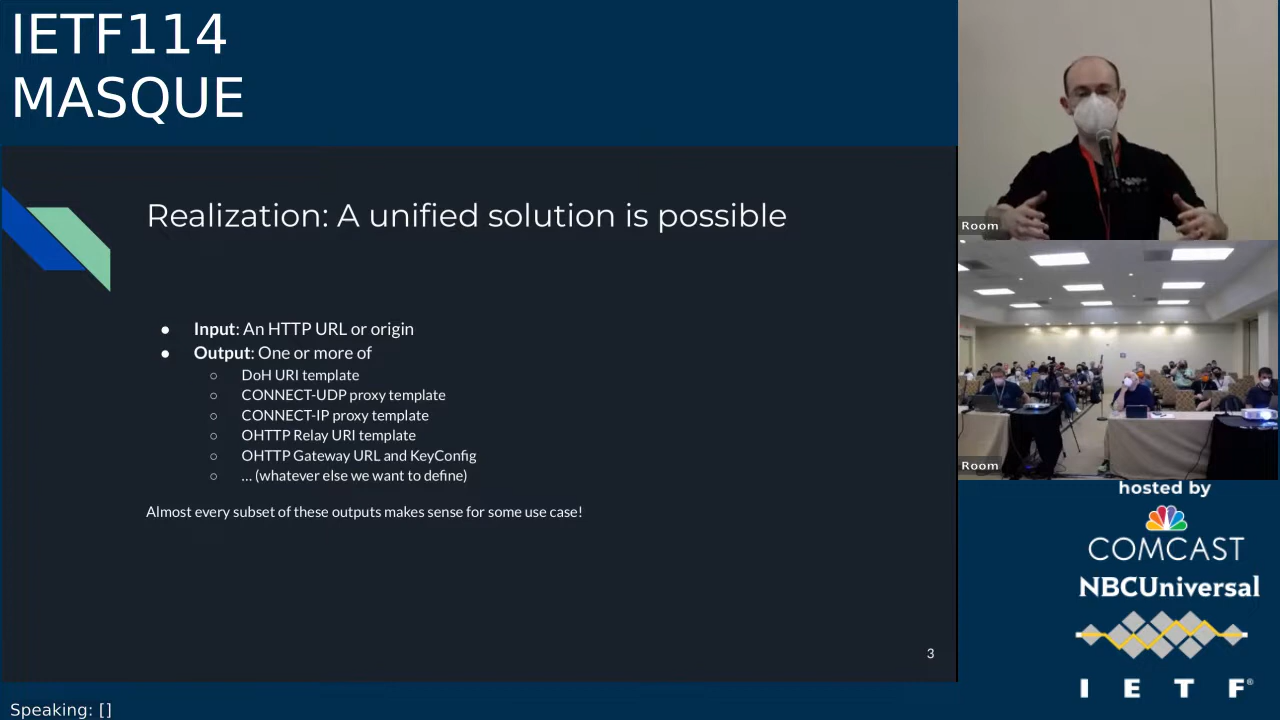 IETF114
MASQUE
Realization: A unified solution is possible
● Input: An HTTP URL or origin
● Output: One or more of
○ DoH URI template
○ CONNECT-UDP proxy template
○ CONNECT-IP proxy template
○ OHTTP Relay URI template
○ OHTTP Gateway URL and KeyConfig
○ ... (whatever else we want to define)
Almost every subset of these outputs makes sense for some use case!
3
Room
Room
hosted by
COMCAST
NBCUniversal
I E T F®
Speaking: []